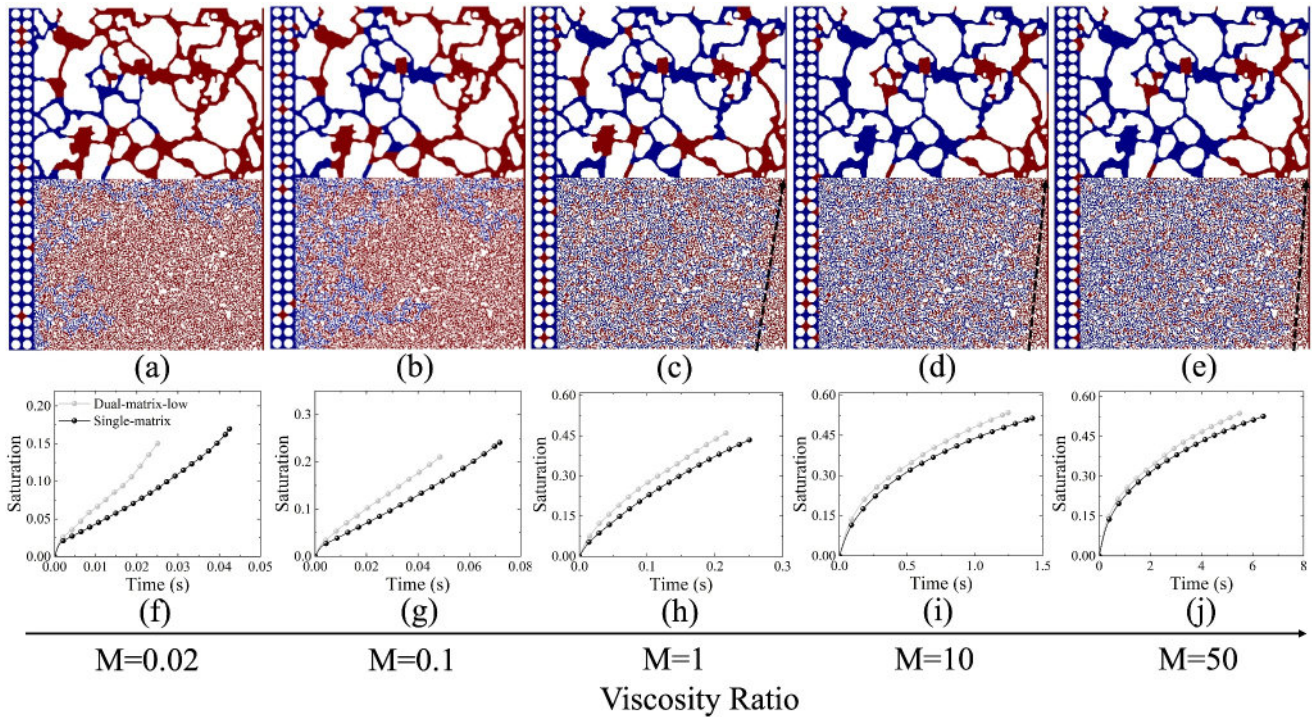 (a) (b) (c) (d) (e)
Saturation
0.20
0.15
0.10
0.05
0.00
Dual-matrix-low
Single-matrix
0.00 0.01 0.02 0.03 0.04 0.05
Time (s)
(f)
Saturation
0.3
0.2
0.1
0.0
0.00 0.02 0.04 0.06 0.08
Time (s)
(g)
Saturation
0.60
0.45
0.30
0.15
0.00
0.0 0.1 0.2 0.3
Time (s)
(h)
Saturation
0.60
0.45
0.30
0.15
0.00
0.0 0.5 1.0 1.5
Time (s)
(i)
Saturation
0.60
0.45
0.30
0.15
0.00
0 2 4 6 8
Time (s)
(j)
M=0.02 M=0.1 M=1 M=10 M=50
Viscosity Ratio